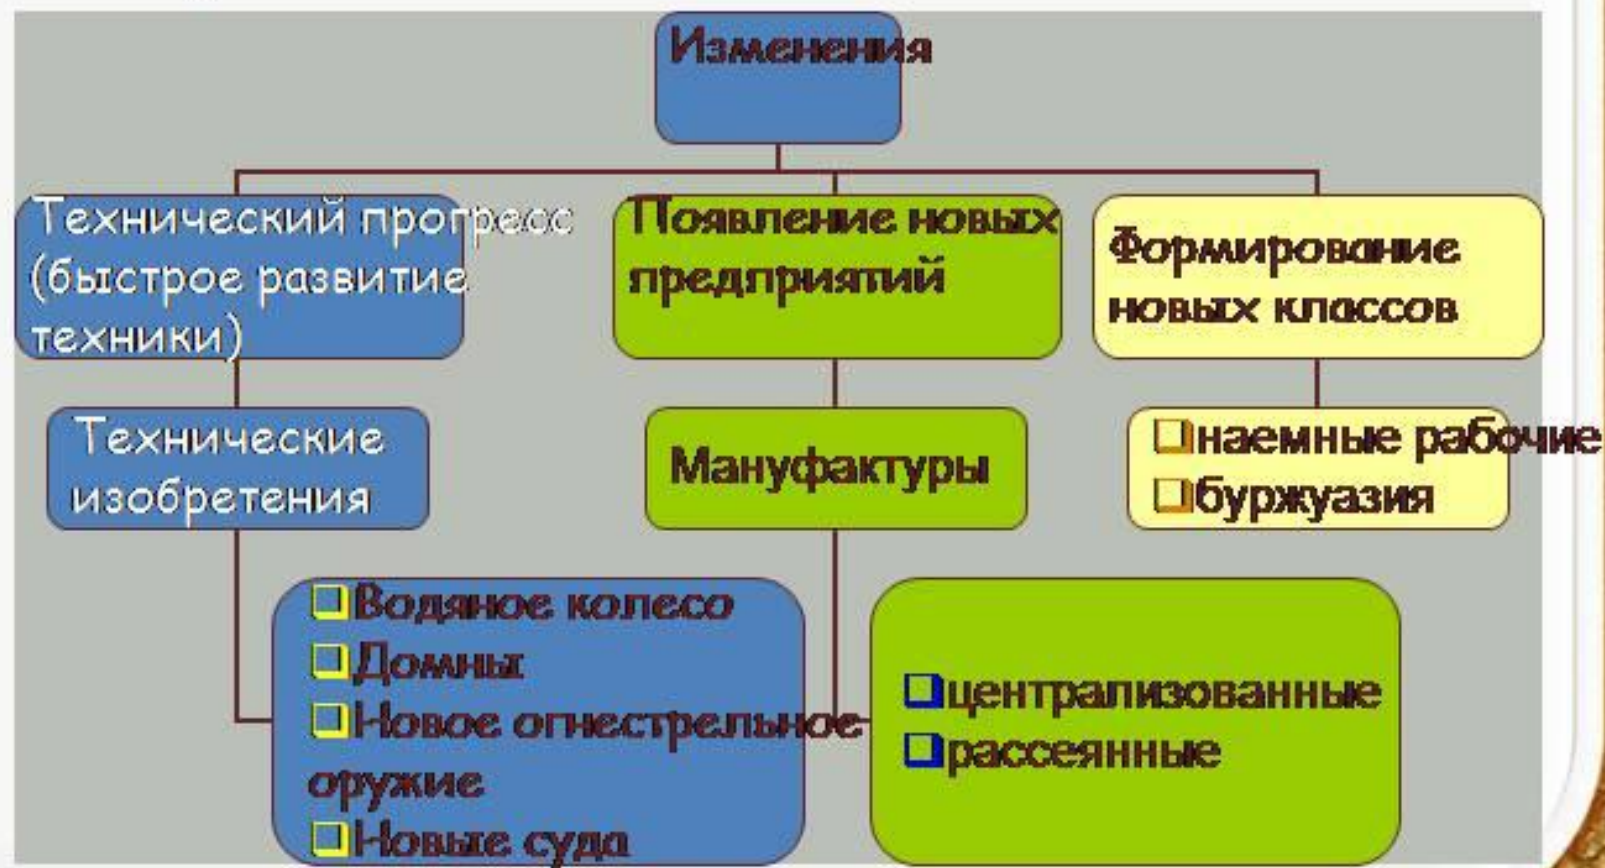 Изменения
Технический прогресс
(быстрое развитие
техники)
Появление новых
предприятий
Формирование
новых классов
Технические
изобретения
Мануфактуры
наемные рабочие
буржуазия
Водяное колесо
Домны
Новое огнестрельное
оружие
Новые суда
централизованные
рассеянные